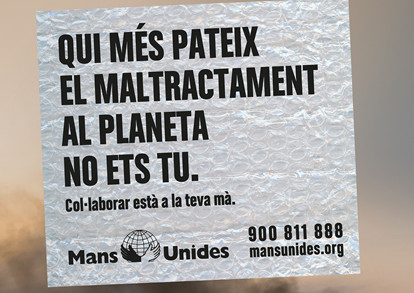 QUI MÉS PATEIX
EL MALTRACTAMENT
AL PLANETA
NO ETS TU.
Col·laborar està a la teva mà.
Mans Unides
900 811 888
mansunides.org